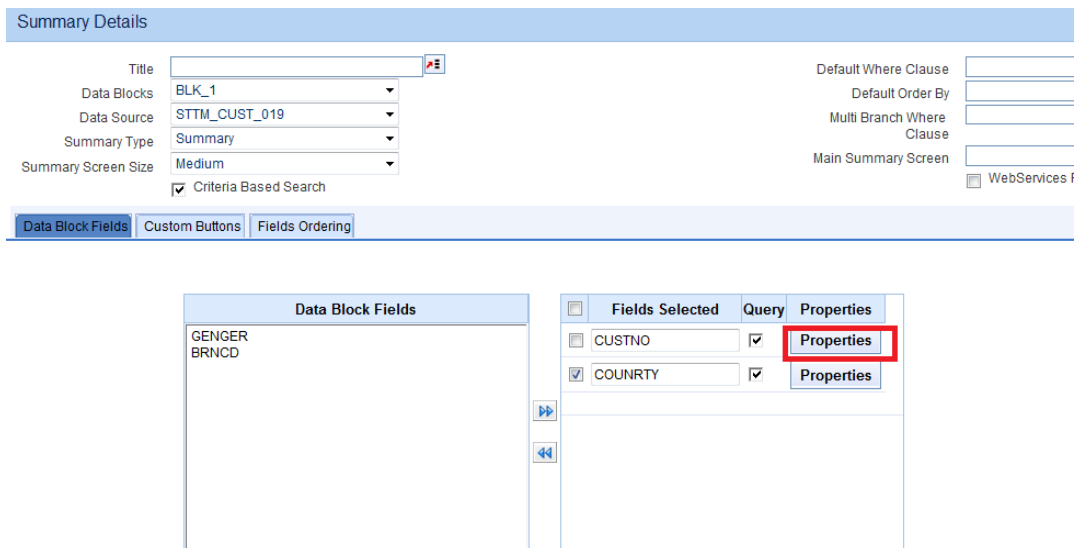 Summary Details
Title
Data Blocks BLK_1
Data Source STTM_CUST_019
Summary Type Summary
Summary Screen Size Medium
Criteria Based Search
Default Where Clause
Default Order By
Multi Branch Where
Clause
Main Summary Screen
WebServices
Data Block Fields Custom Buttons Fields Ordering
Data Block Fields
GENGER
BRNCD
Fields Selected Query Properties
CUSTNO Properties
COUNRTY Properties